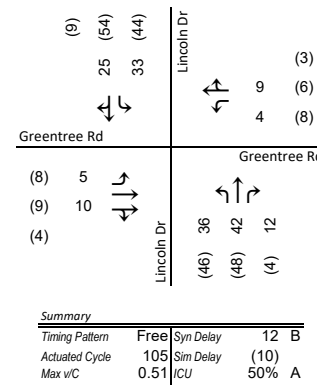 (9) (54) (44)
25 33
Lincoln Dr
(3)
9 (6)
4 (8)
Greentree Rd
Greentree Rd
(8) 5
(9) 10
(4)
Lincoln Dr
36 42 12
(46) (48) (4)
Summary
Timing Pattern Free Syn Delay 12 B
Actuated Cycle 105 Sim Delay (10)
Max v/C 0.51 ICU 50% A